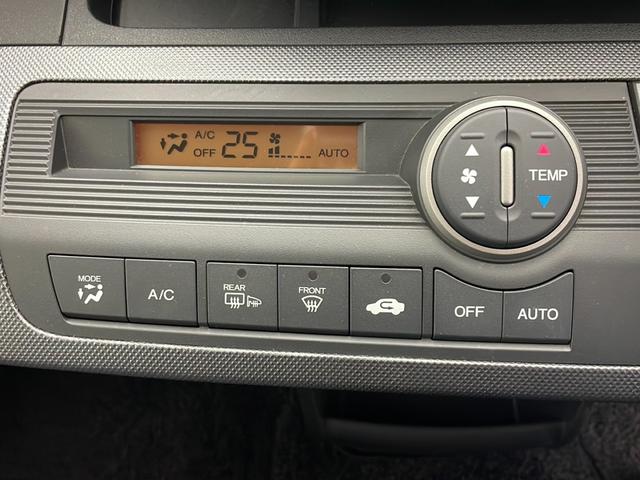 A/C
OFF
25
AUTO
TEMP
MODE
A/C
REAR
FRONT
OFF
AUTO